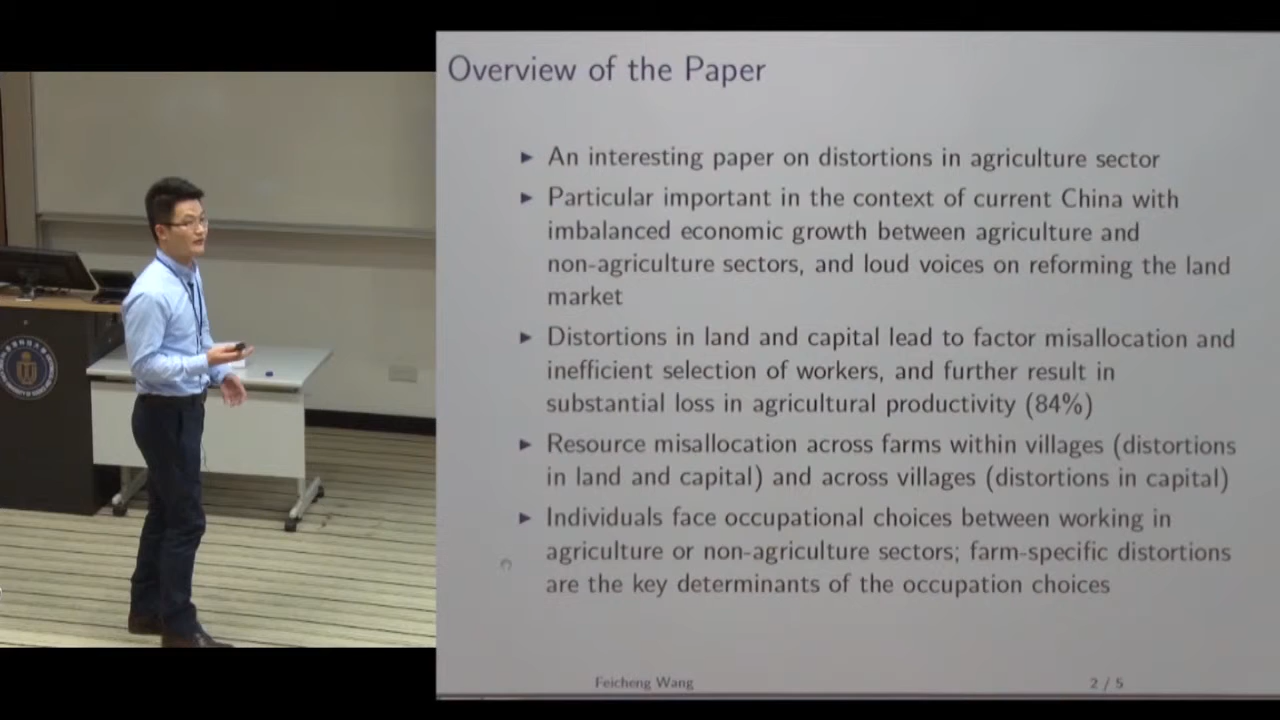 Overview of the Paper
► An interesting paper on distortions in agriculture sector
► Particular important in the context of current China with
imbalanced economic growth between agriculture and
non-agriculture sectors, and loud voices on reforming the land
market
► Distortions in land and capital lead to factor misallocation and
inefficient selection of workers, and further result in
substantial loss in agricultural productivity (84%)
► Resource misallocation across farms within villages (distortions
in land and capital) and across villages (distortions in capital)
► Individuals face occupational choices between working in
agriculture or non-agriculture sectors; farm-specific distortions
are the key determinants of the occupation choices
Feicheng Wang
2 / 5